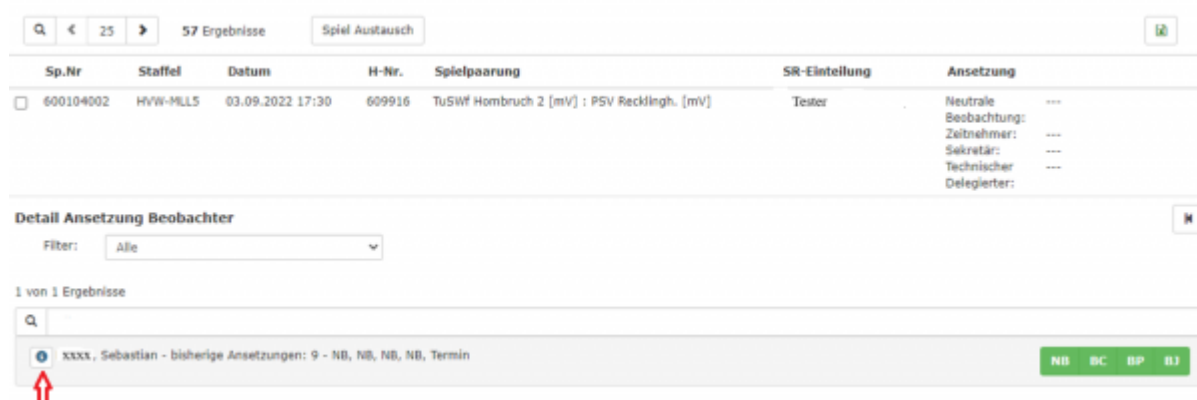 25 57 Ergebnisse Spiel Austausch
Sp.Nr Staffel Datum H-Nr. Spielpaarung SR-Einteilung Ansetzung
600104002 HVW-MLL5 03.09.2022 17:30 609916 TuSWf Hombruch 2 [mV] : PSV Recklingh. [mV] Tester Neutrale ---
Beobachtung:
Zeitnehmer: ---
Sekretär: ---
Technischer ---
Delegierter:
Detail Ansetzung Beobachter
Filter: Alle
1 von 1 Ergebnisse
xxxx, Sebastian - bisherige Ansetzungen: 9 - NB, NB, NB, NB, Termin NB BC BP BJ